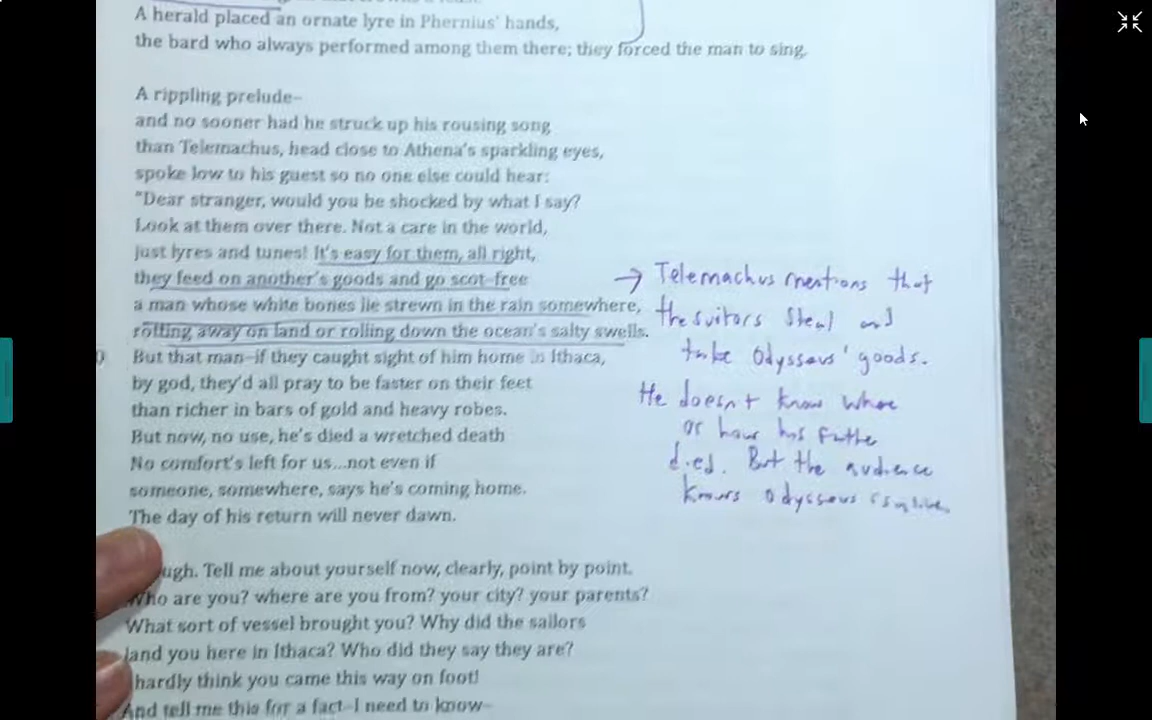 A herald placed an ornate lyre in Phernius' hands,
the bard who always performed among them there; they forced the man to sing.
A rippling prelude–
and no sooner had he struck up his rousing song
than Telemachus, head close to Athena's sparkling eyes,
spoke low to his guest so no one else could hear:
"Dear stranger, would you be shocked by what I say?
Look at them over there. Not a care in the world,
just lyres and tunes! It's easy for them, all right,
they feed on another's goods and go scot-free
a man whose white bones lie strewn in the rain somewhere,
rotting away on land or rolling down the ocean's salty swells.
But that man–if they caught sight of him home in Ithaca,
by god, they'd all pray to be faster on their feet
than richer in bars of gold and heavy robes.
But now, no use, he's died a wretched death
No comfort's left for us...not even if
someone, somewhere, says he's coming home.
The day of his return will never dawn.
→ Telemachus mentions that
the suitors steal and
take Odysseus' goods.
He doesn't know where
or how his father
died. But the audience
knows Odysseus is alive.
ugh. Tell me about yourself now, clearly, point by point.
Who are you? where are you from? your city? your parents?
What sort of vessel brought you? Why did the sailors
land you here in Ithaca? Who did they say they are?
hardly think you came this way on foot!
And tell me this for a fact–I need to know–